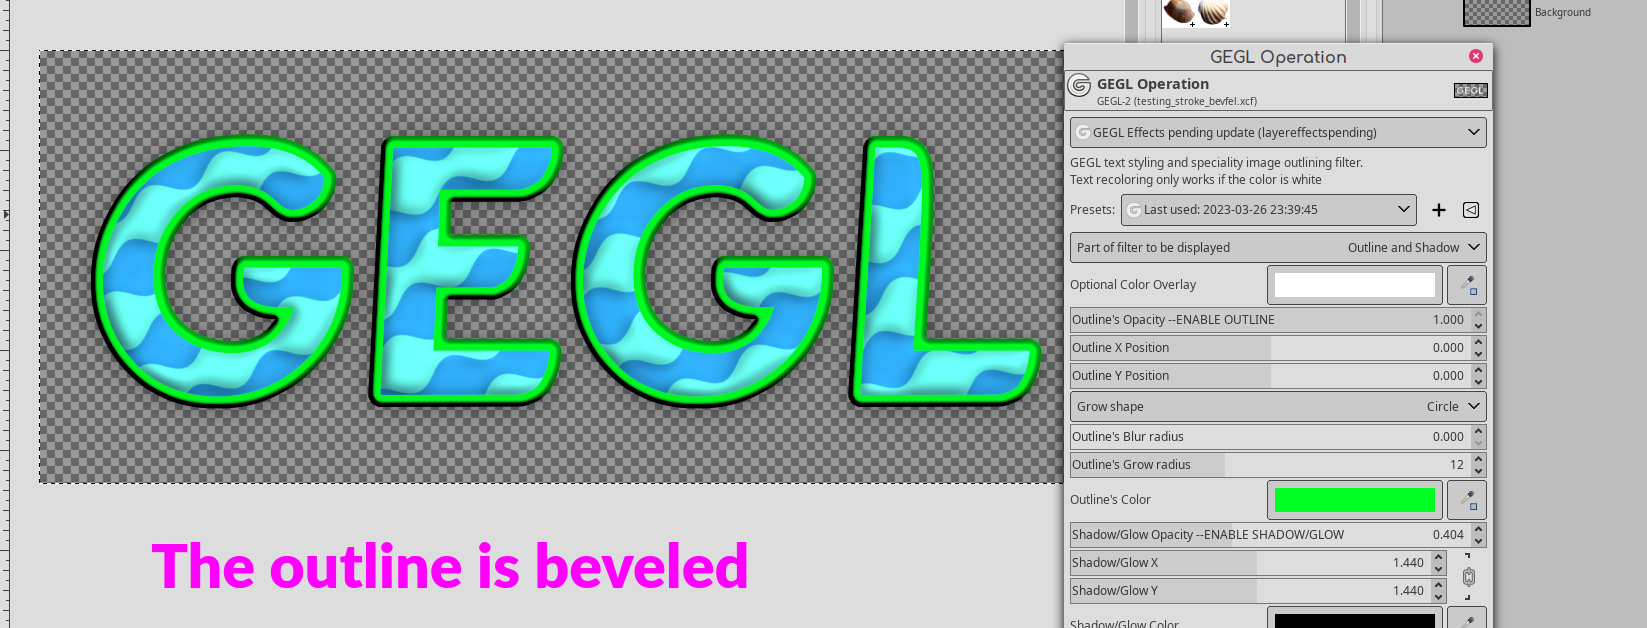 Background
GEGL Operation
GEGL Operation
GEGL-2 (testing_stroke_bevfel.xcf)
GEGL
GEGL Effects pending update (layereffectspending)
GEGL text styling and speciality image outlining filter.
Text recoloring only works if the color is white
Presets: Last used: 2023-03-26 23:39:45
Part of filter to be displayed Outline and Shadow
Optional Color Overlay
Outline's Opacity --ENABLE OUTLINE 1.000
Outline X Position 0.000
Outline Y Position 0.000
Grow shape Circle
Outline's Blur radius 0.000
Outline's Grow radius 12
Outline's Color
Shadow/Glow Opacity --ENABLE SHADOW/GLOW 0.404
Shadow/Glow X 1.440
Shadow/Glow Y 1.440
Shadow/Glow Color
GEGL
The outline is beveled